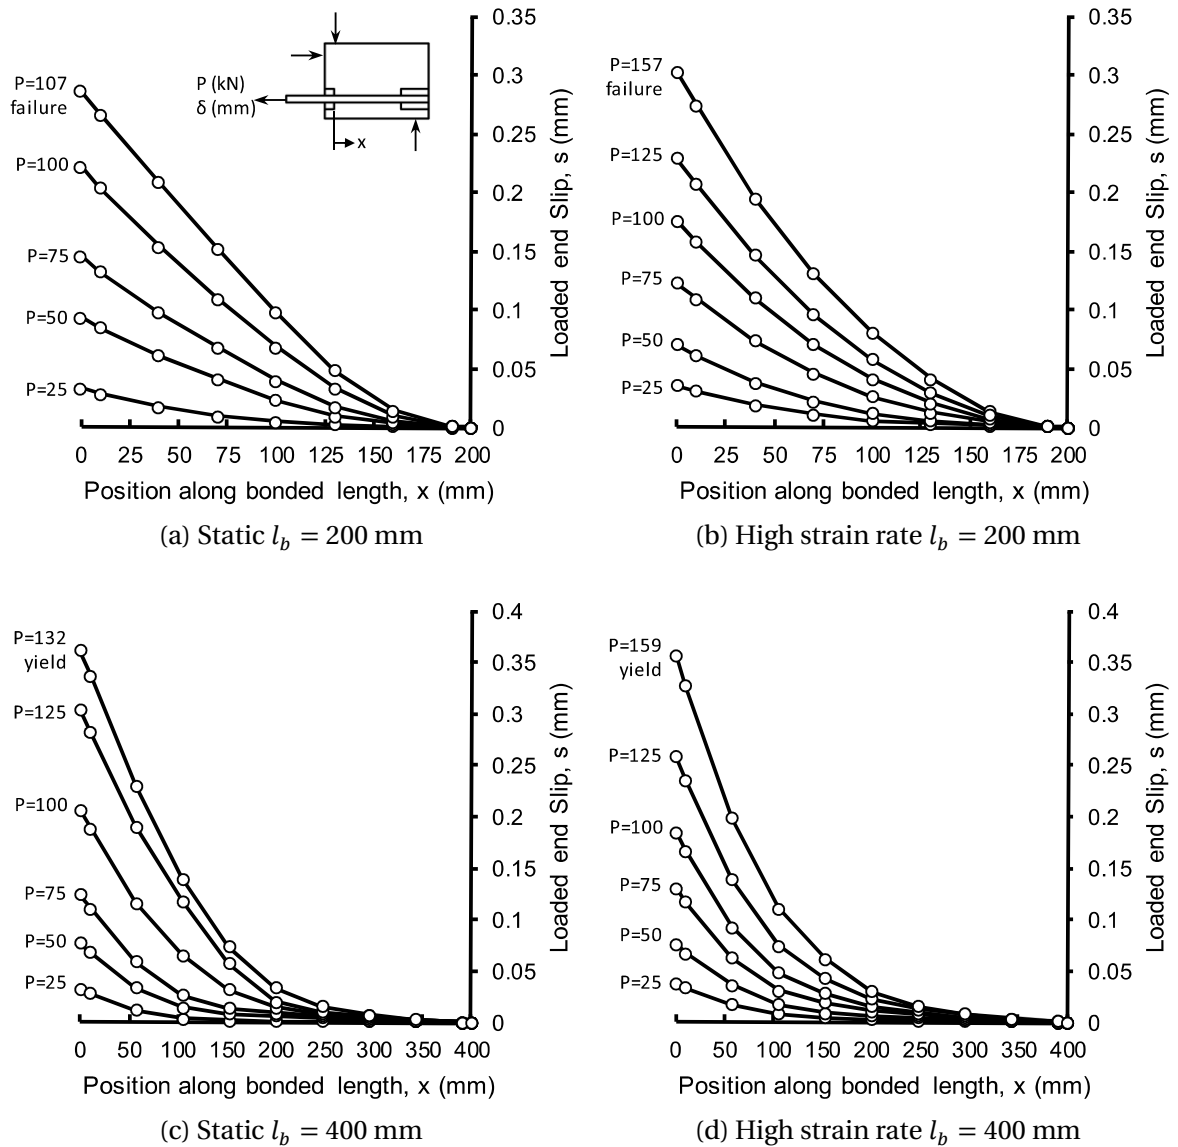 P=107
failure
P=100
P=75
P=50
P=25
P (kN)
δ (mm)
x
0.35
0.3
0.25
0.2
0.15
0.1
0.05
0
Loaded end Slip, s (mm)
0 25 50 75 100 125 150 175 200
Position along bonded length, x (mm)
(a) Static l_b = 200 mm
P=157
failure
P=125
P=100
P=75
P=50
P=25
0.35
0.3
0.25
0.2
0.15
0.1
0.05
0
Loaded end Slip, s (mm)
0 25 50 75 100 125 150 175 200
Position along bonded length, x (mm)
(b) High strain rate l_b = 200 mm
P=132
yield
P=125
P=100
P=75
P=50
P=25
0.4
0.35
0.3
0.25
0.2
0.15
0.1
0.05
0
Loaded end Slip, s (mm)
0 50 100 150 200 250 300 350 400
Position along bonded length, x (mm)
(c) Static l_b = 400 mm
P=159
yield
P=125
P=100
P=75
P=50
P=25
0.4
0.35
0.3
0.25
0.2
0.15
0.1
0.05
0
Loaded end Slip, s (mm)
0 50 100 150 200 250 300 350 400
Position along bonded length, x (mm)
(d) High strain rate l_b = 400 mm